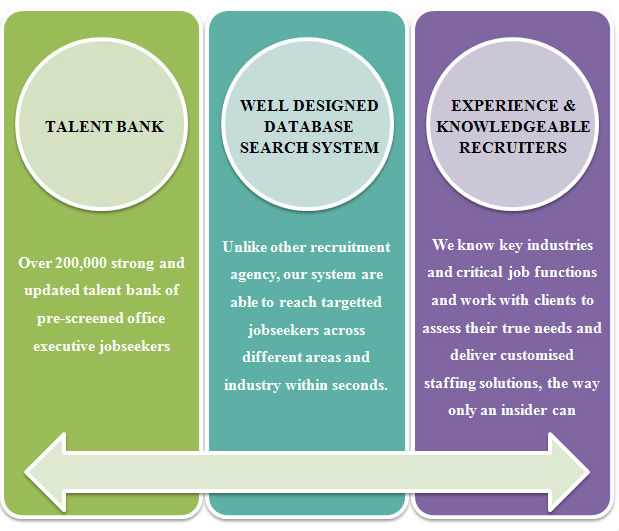 TALENT BANK
Over 200,000 strong and
updated talent bank of
pre-screened office
executive jobseekers
WELL DESIGNED
DATABASE
SEARCH SYSTEM
Unlike other recruitment
agency, our system are
able to reach targetted
jobseekers across
different areas and
industry within seconds.
EXPERIENCE &
KNOWLEDGEABLE
RECRUITERS
We know key industries
and critical job functions
and work with clients to
assess their true needs and
deliver customised
staffing solutions, the way
only an insider can